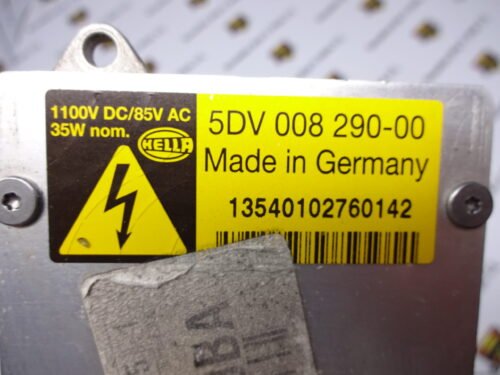 1100V DC/85V AC
35W nom.
HELLA
5DV 008 290-00
Made in Germany
13540102760142